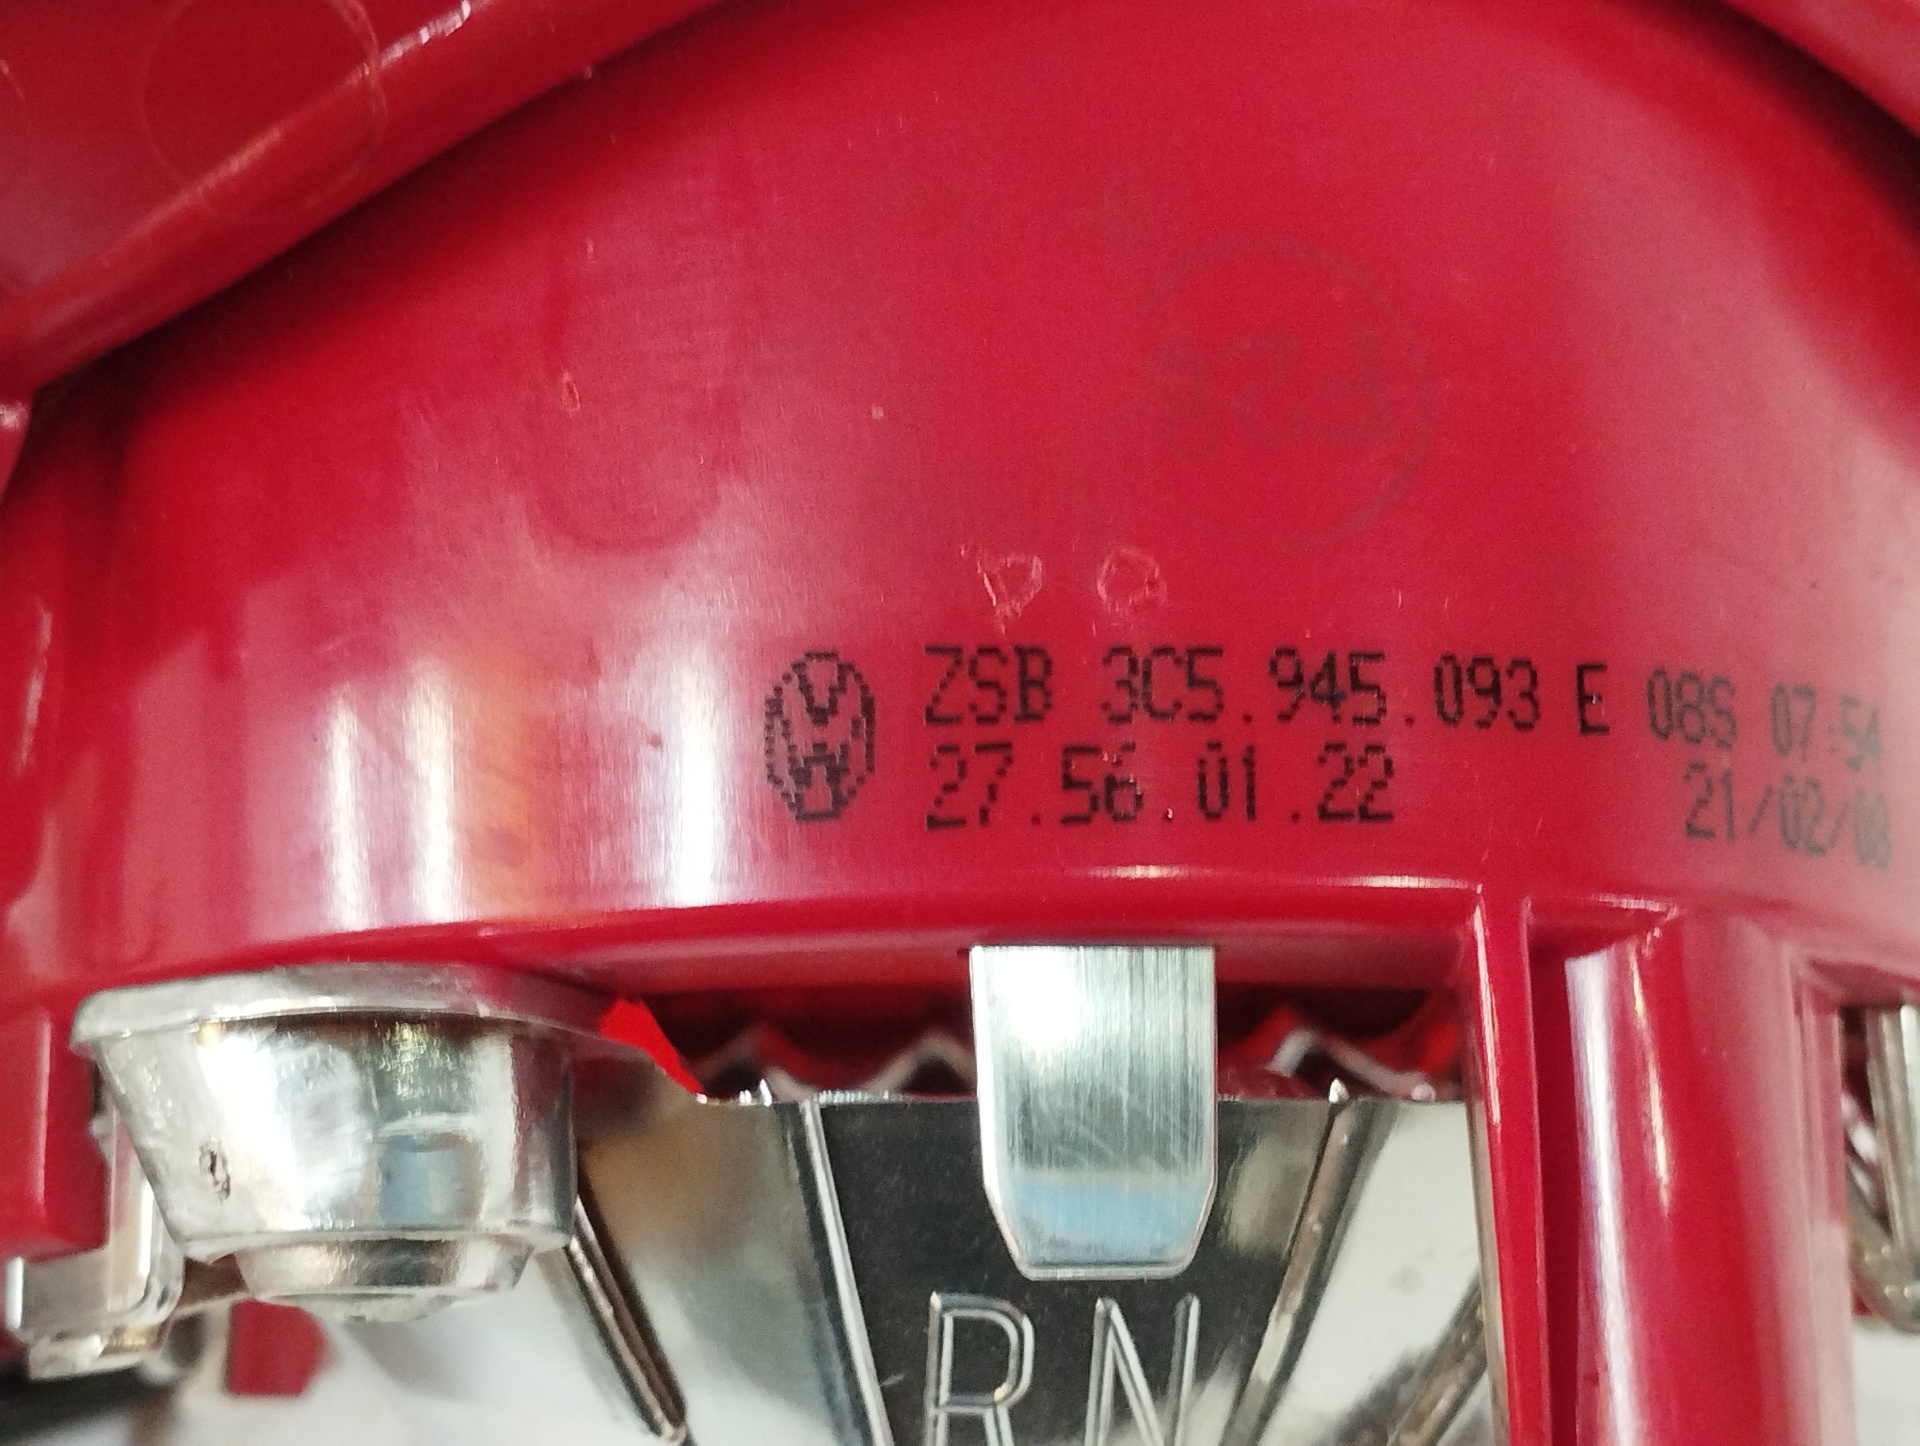 ZSB 3C5.945.093 E 08S 07:54
27.56.01.22 21/02/08
RN